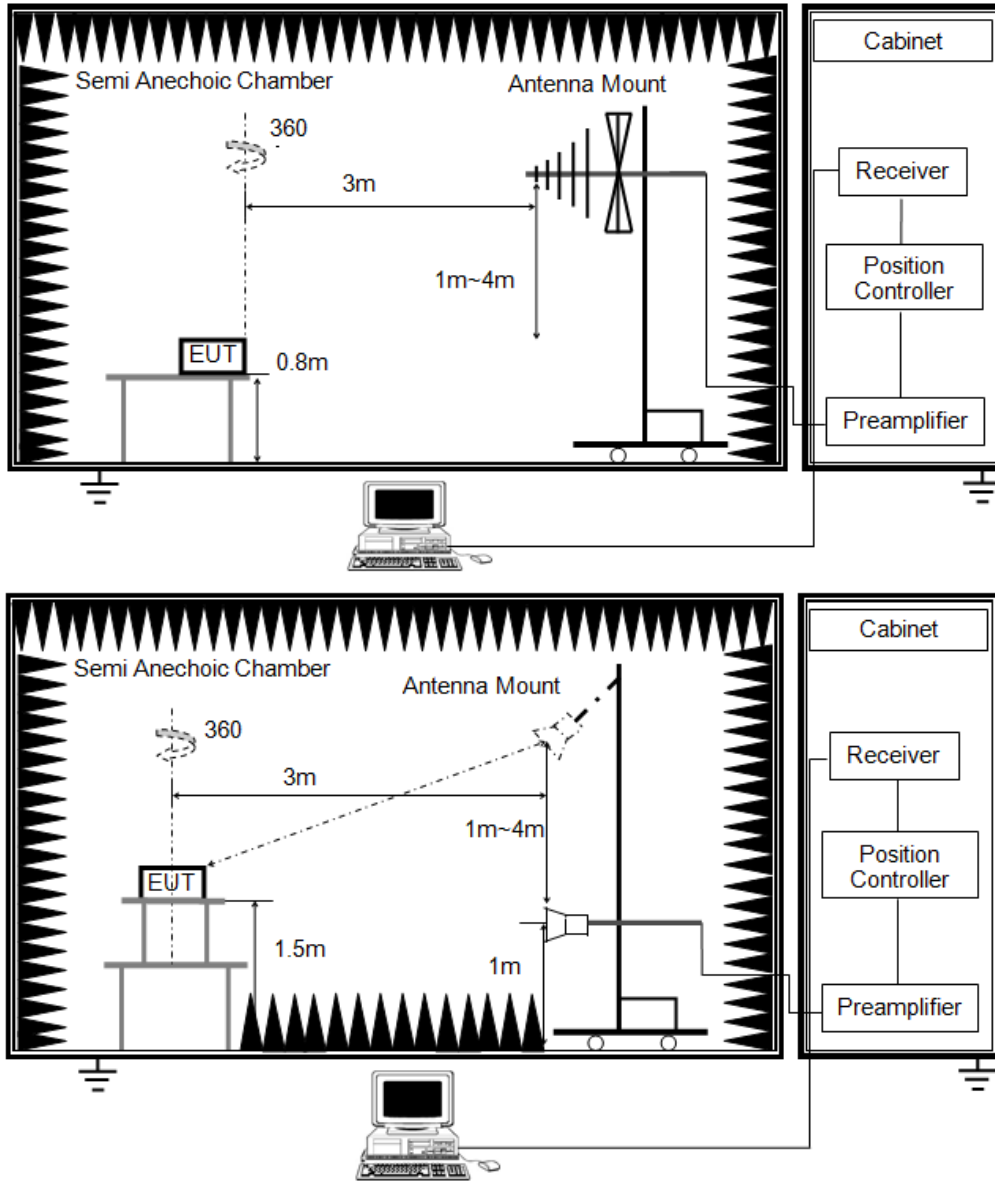 Cabinet
Semi Anechoic Chamber
Antenna Mount
360
3m
Receiver
1m~4m
Position
Controller
EUT
0.8m
Preamplifier
Cabinet
Semi Anechoic Chamber
Antenna Mount
360
Receiver
3m
1m~4m
Position
Controller
EUT
1.5m
1m
Preamplifier